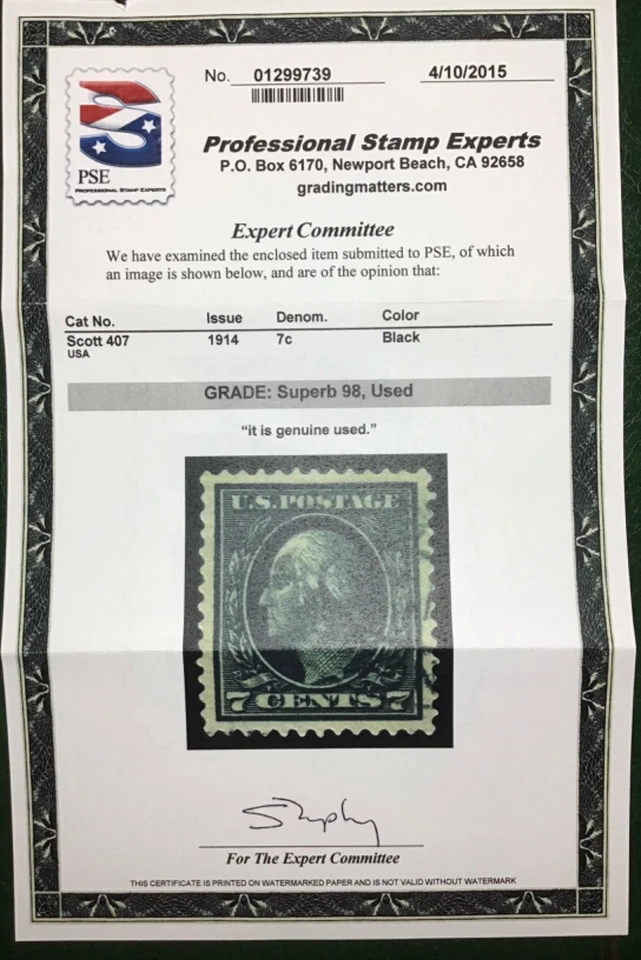 No. 01299739 4/10/2015
PSE
PROFESSIONAL STAMP EXPERTS
Professional Stamp Experts
P.O. Box 6170, Newport Beach, CA 92658
gradingmatters.com
Expert Committee
We have examined the enclosed item submitted to PSE, of which
an image is shown below, and are of the opinion that:
Cat No. Issue Denom. Color
Scott 407 1914 7c Black
USA
GRADE: Superb 98, Used
“it is genuine used.”
U.S.POSTAGE
7 CENTS 7
For The Expert Committee
THIS CERTIFICATE IS PRINTED ON WATERMARKED PAPER AND IS NOT VALID WITHOUT WATERMARK